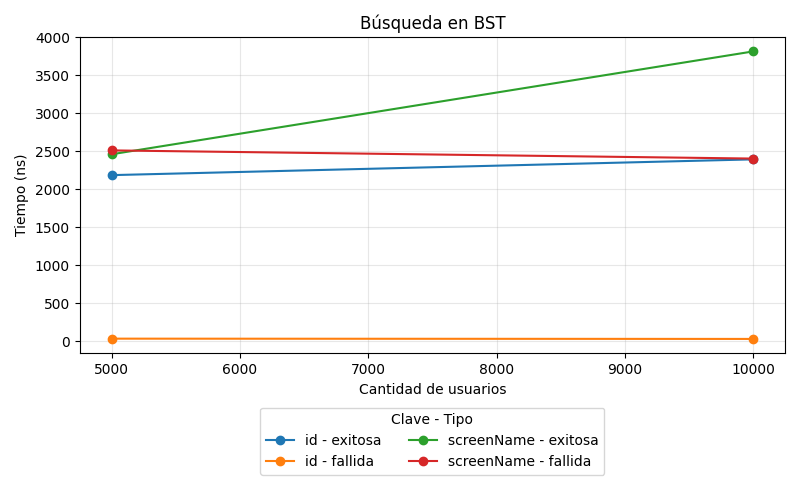 Búsqueda en BST
Tiempo (ns)
4000
3500
3000
2500
2000
1500
1000
500
0
5000 6000 7000 8000 9000 10000
Cantidad de usuarios
Clave - Tipo
id - exitosa screenName - exitosa
id - fallida screenName - fallida